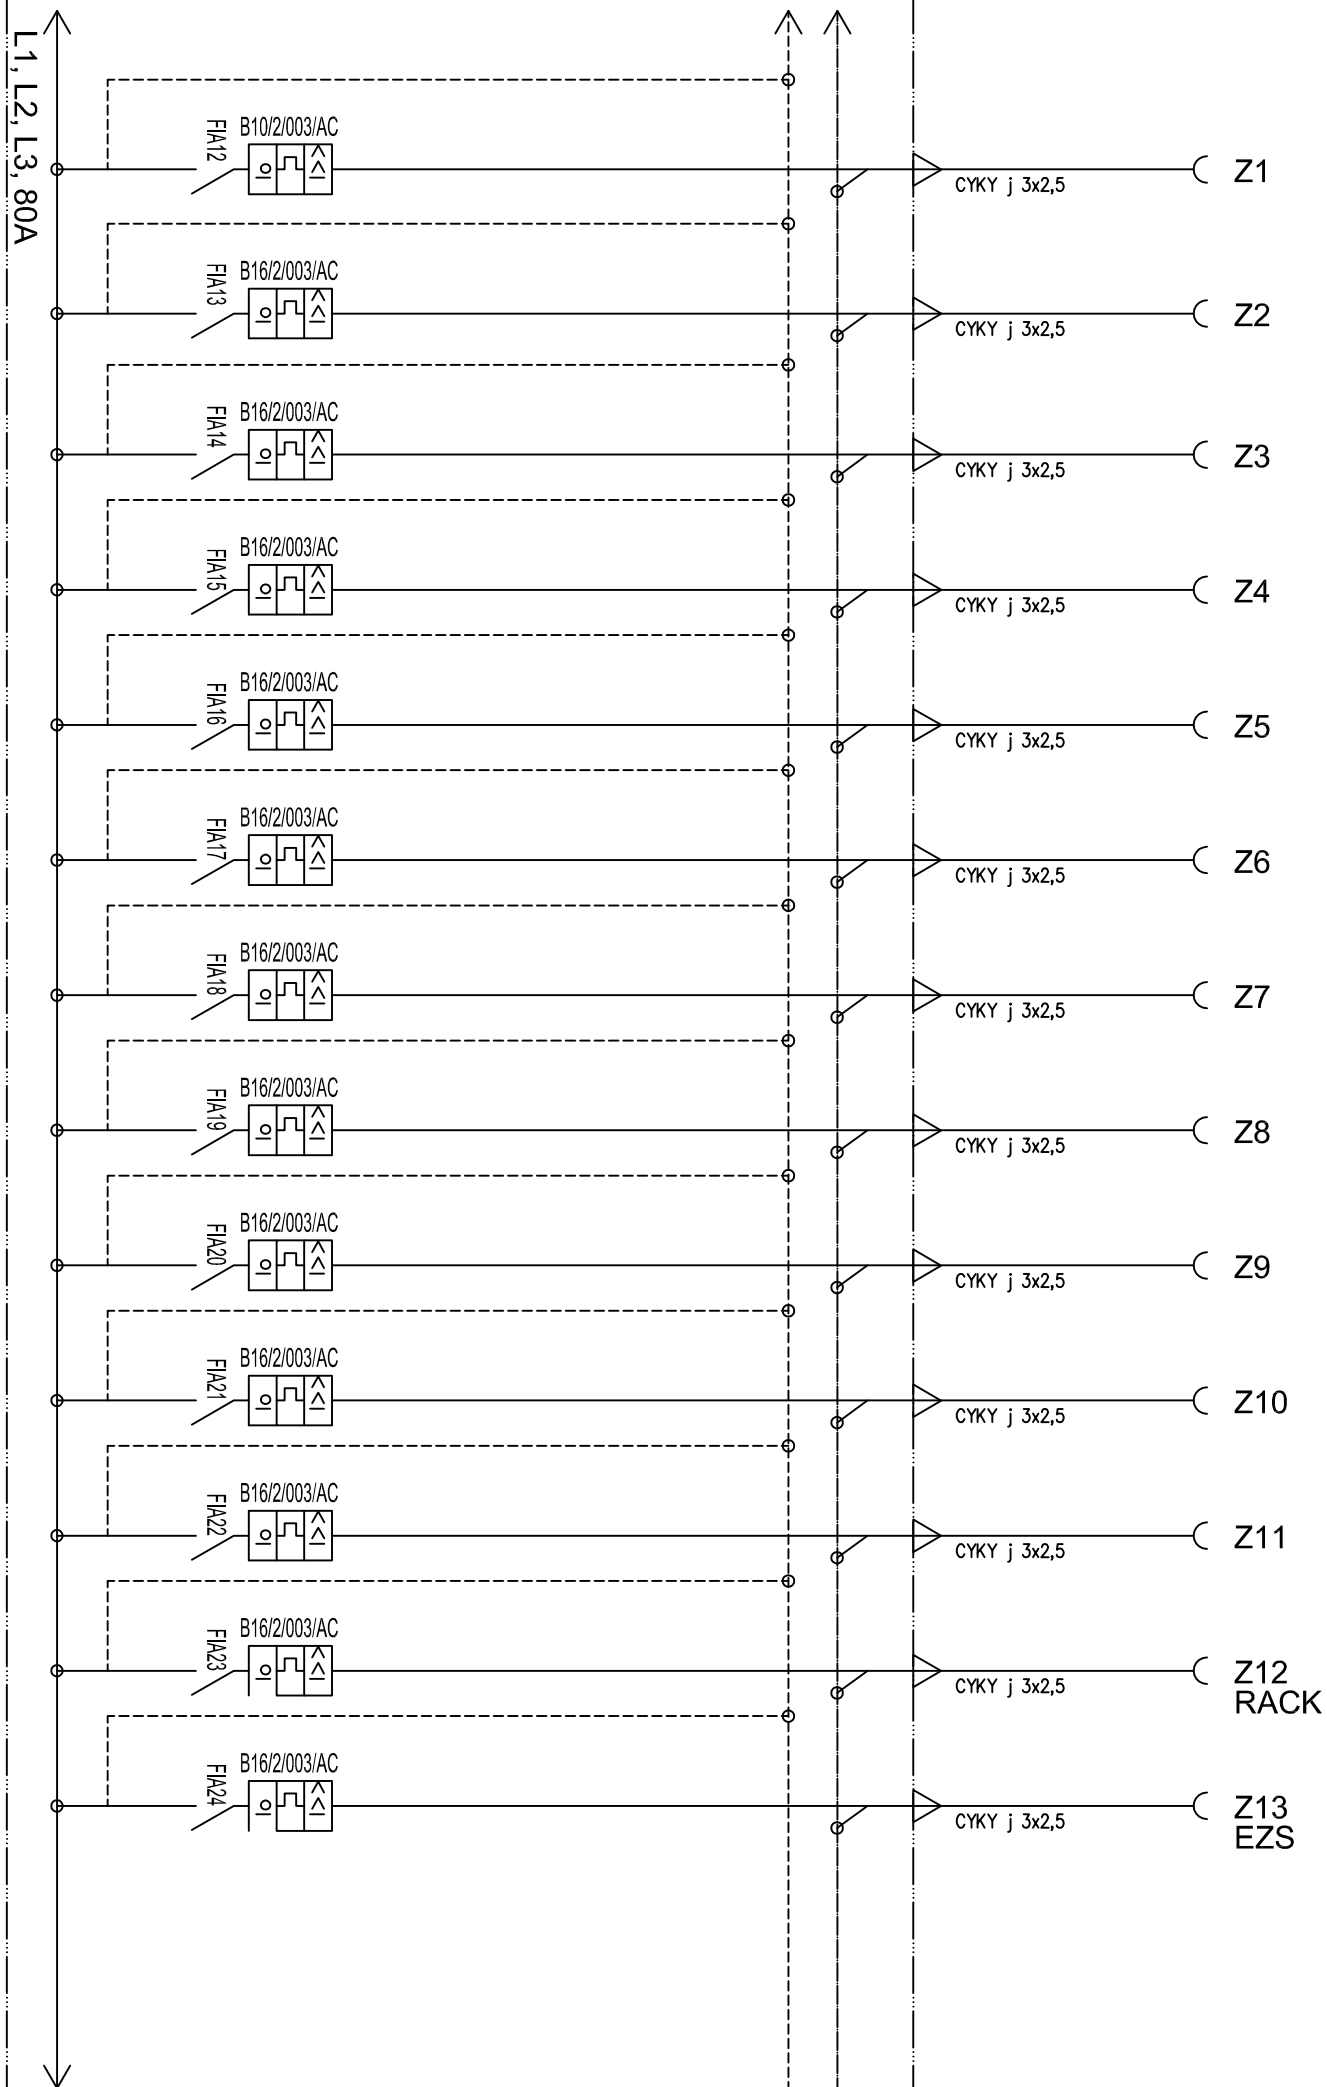 L1, L2, L3, 80A
FIA12
B10/2/003/AC
CYKY j 3x2,5
Z1
FIA13
B16/2/003/AC
CYKY j 3x2,5
Z2
FIA14
B16/2/003/AC
CYKY j 3x2,5
Z3
FIA15
B16/2/003/AC
CYKY j 3x2,5
Z4
FIA16
B16/2/003/AC
CYKY j 3x2,5
Z5
FIA17
B16/2/003/AC
CYKY j 3x2,5
Z6
FIA18
B16/2/003/AC
CYKY j 3x2,5
Z7
FIA19
B16/2/003/AC
CYKY j 3x2,5
Z8
FIA20
B16/2/003/AC
CYKY j 3x2,5
Z9
FIA21
B16/2/003/AC
CYKY j 3x2,5
Z10
FIA22
B16/2/003/AC
CYKY j 3x2,5
Z11
FIA23
B16/2/003/AC
CYKY j 3x2,5
Z12
RACK
FIA24
B16/2/003/AC
CYKY j 3x2,5
Z13
EZS